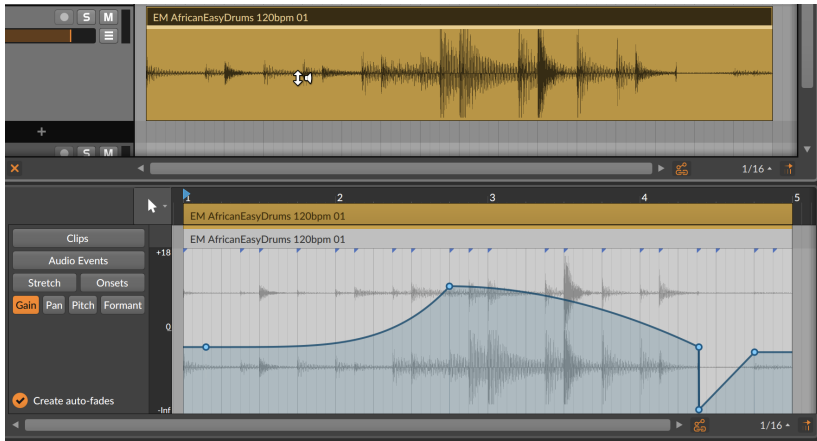 S M EM AfricanEasyDrums 120bpm 01
+
S M
1/16
1 2 3 4 5
EM AfricanEasyDrums 120bpm 01
EM AfricanEasyDrums 120bpm 01
Clips
+18
Audio Events
Stretch Onsets
Gain Pan Pitch Formant
0
Create auto-fades
-Inf
1/16